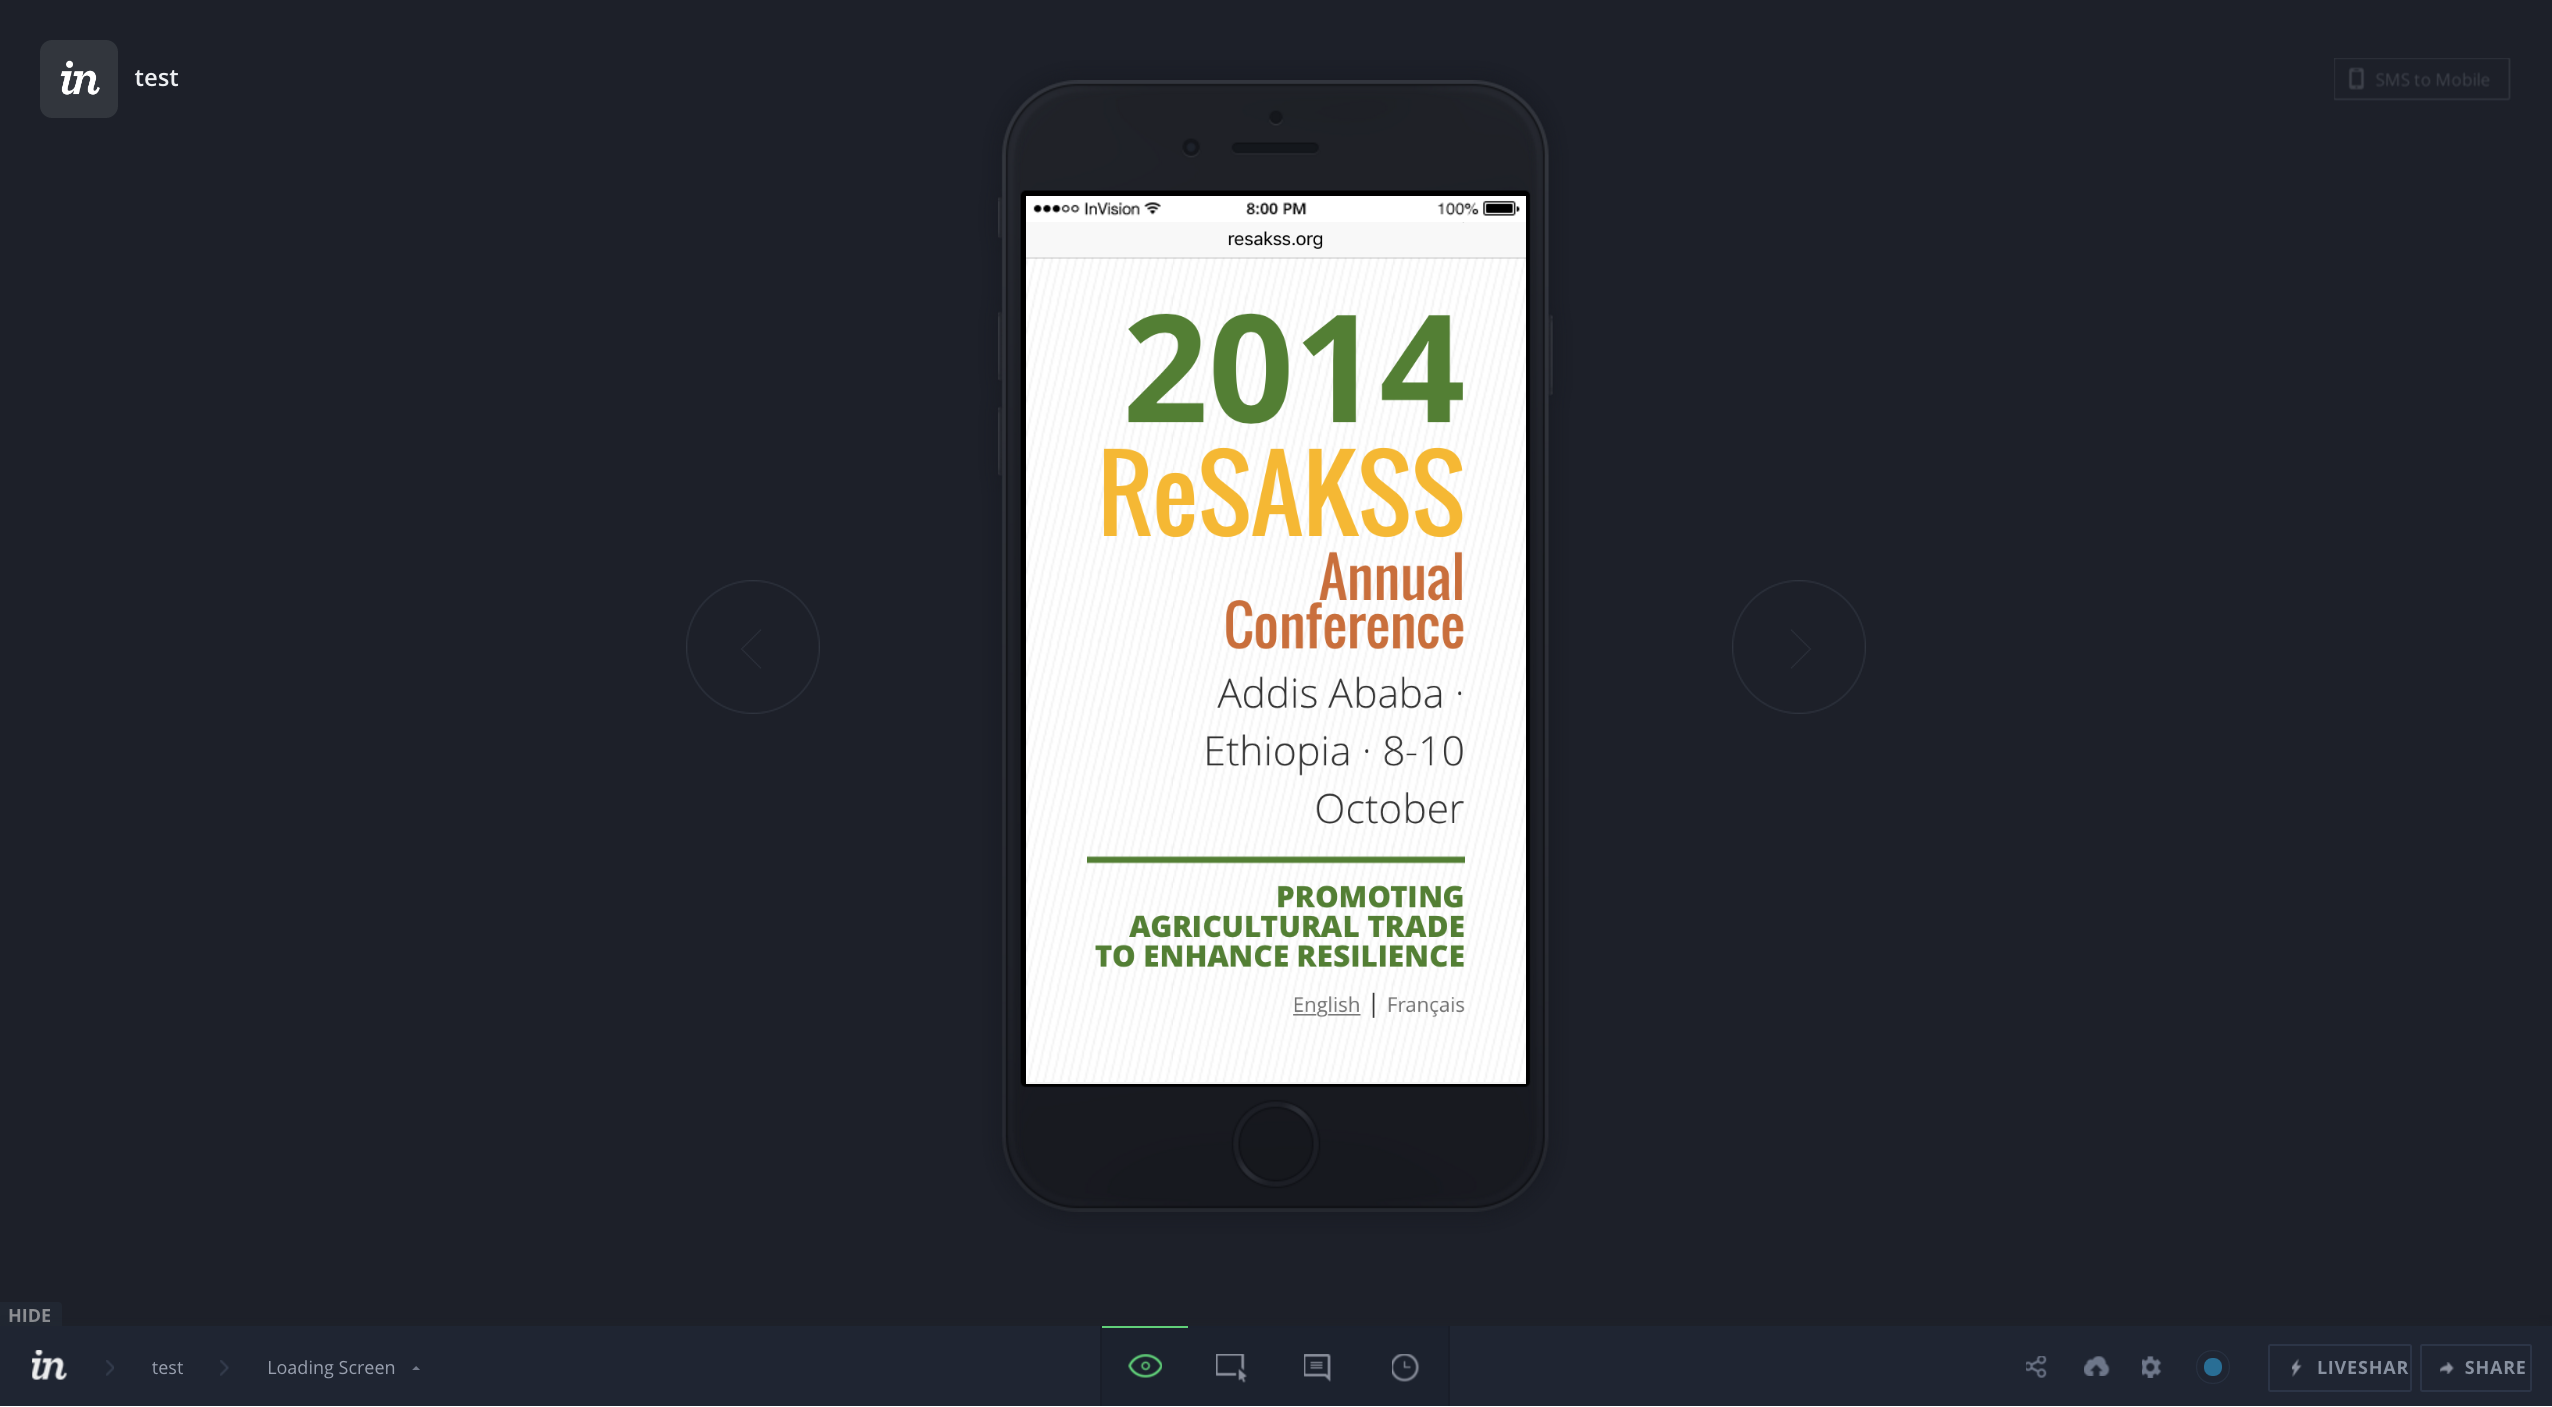 in test
SMS to Mobile
InVision 8:00 PM 100%
resakss.org
2014
ReSAKSS
Annual
Conference
Addis Ababa ·
Ethiopia · 8-10
October
PROMOTING
AGRICULTURAL TRADE
TO ENHANCE RESILIENCE
English | Français
HIDE
in test Loading Screen LIVESHAR SHARE